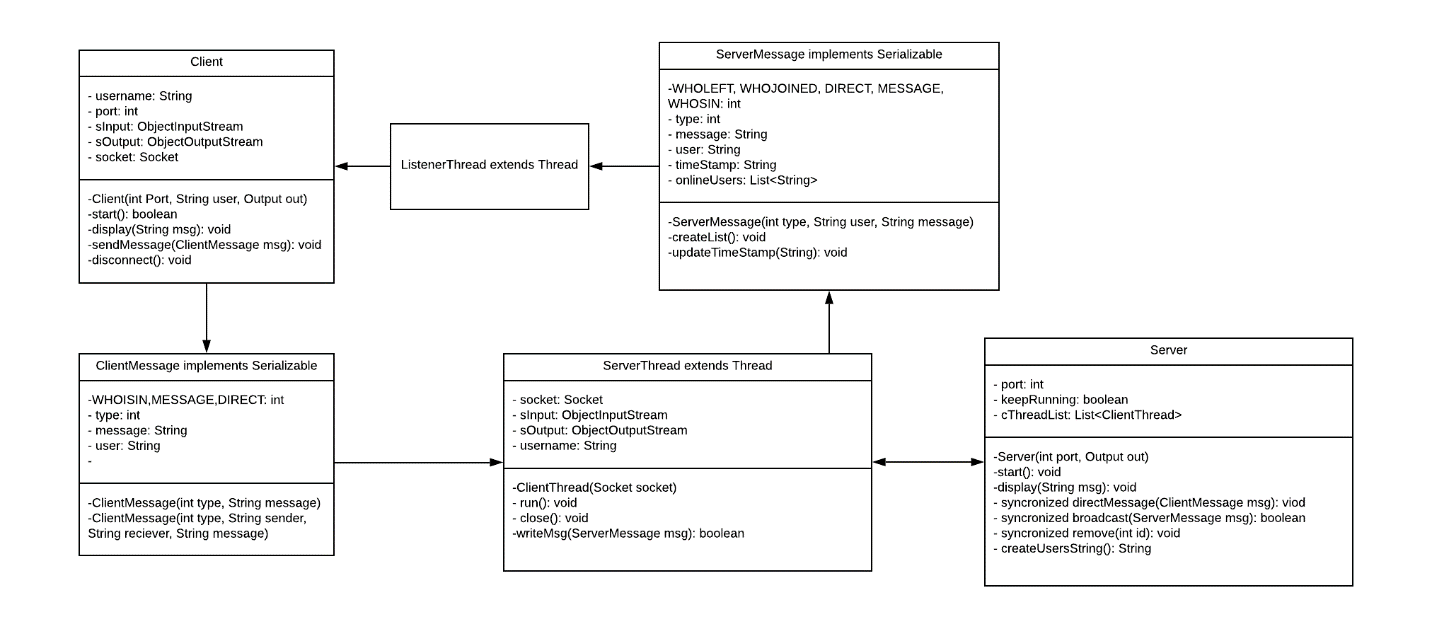 Client
- username: String
- port: int
- sInput: ObjectInputStream
- sOutput: ObjectOutputStream
- socket: Socket
-Client(int Port, String user, Output out)
-start(): boolean
-display(String msg): void
-sendMessage(ClientMessage msg): void
-disconnect(): void
ListenerThread extends Thread
ServerMessage implements Serializable
-WHOLEFT, WHOJOINED, DIRECT, MESSAGE,
WHOSIN: int
- type: int
- message: String
- user: String
- timeStamp: String
- onlineUsers: List<String>
-ServerMessage(int type, String user, String message)
-createList(): void
-updateTimeStamp(String): void
ClientMessage implements Serializable
-WHOISIN,MESSAGE,DIRECT: int
- type: int
- message: String
- user: String
-
-ClientMessage(int type, String message)
-ClientMessage(int type, String sender,
String reciever, String message)
ServerThread extends Thread
- socket: Socket
- sInput: ObjectInputStream
- sOutput: ObjectOutputStream
- username: String
-ClientThread(Socket socket)
- run(): void
- close(): void
-writeMsg(ServerMessage msg): boolean
Server
- port: int
- keepRunning: boolean
- cThreadList: List<ClientThread>
-Server(int port, Output out)
-start(): void
-display(String msg): void
- syncronized directMessage(ClientMessage msg): viod
- syncronized broadcast(ServerMessage msg): boolean
- syncronized remove(int id): void
- createUsersString(): String